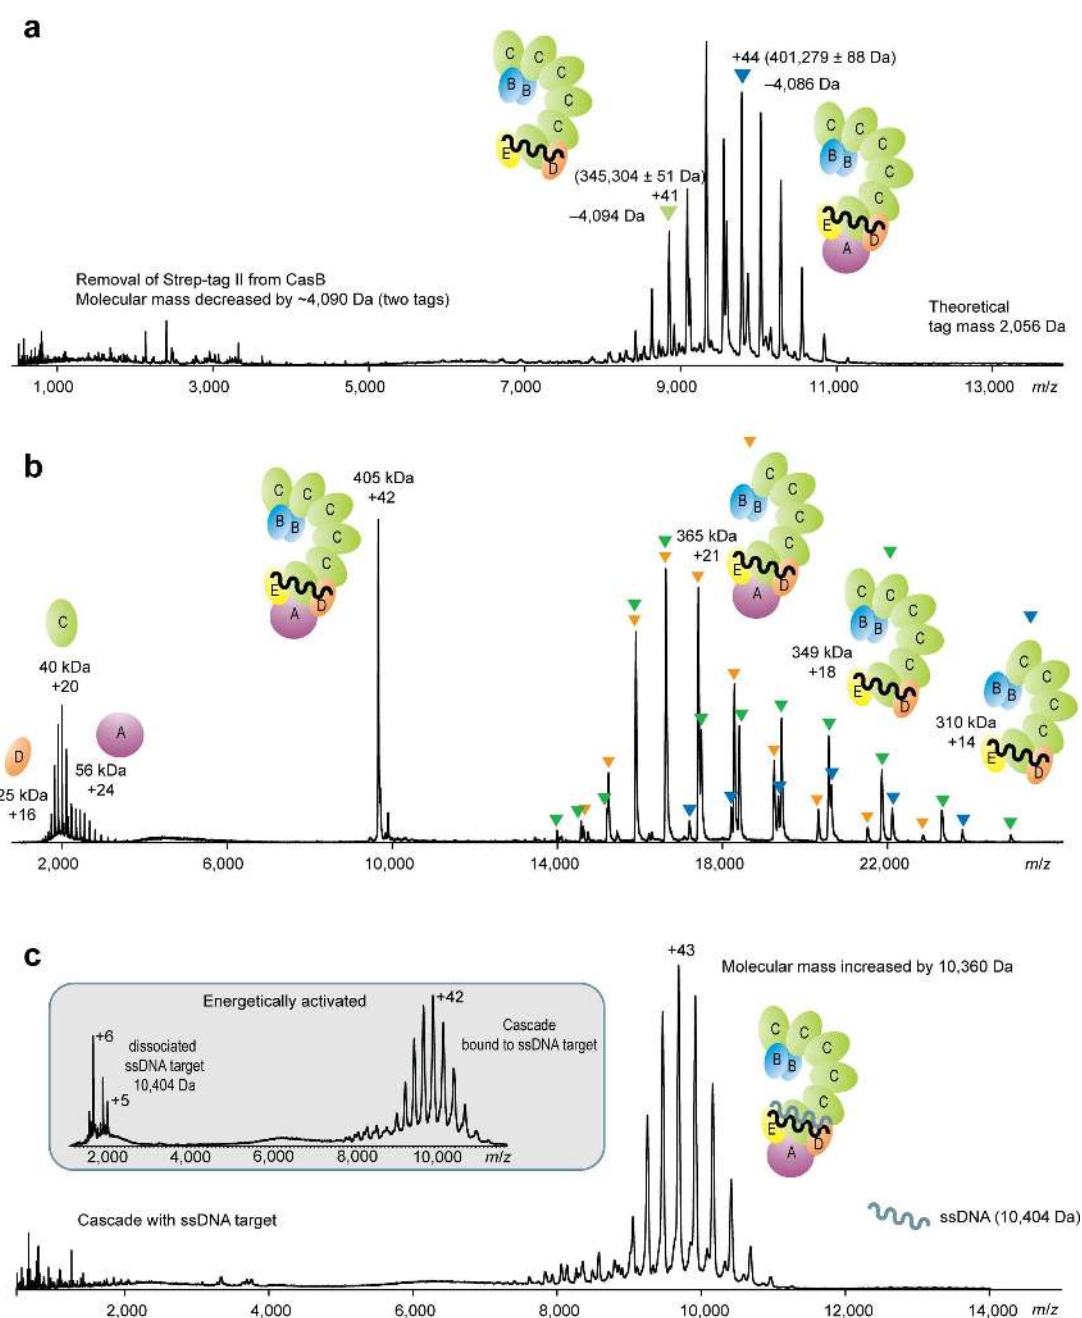 a
+44 (401,279 ± 88 Da)
–4,086 Da
(345,304 ± 51 Da)
+41
–4,094 Da
C
C
C
C
C
B
B
E
D
C
C
C
C
C
B
B
E
D
A
Removal of Strep-tag II from CasB
Molecular mass decreased by ~4,090 Da (two tags)
Theoretical
tag mass 2,056 Da
1,000
3,000
5,000
7,000
9,000
11,000
13,000
m/z
b
405 kDa
+42
C
C
C
C
C
B
B
E
D
A
C
40 kDa
+20
A
56 kDa
+24
D
25 kDa
+16
365 kDa
+21
C
C
C
C
B
B
E
D
A
349 kDa
+18
C
C
C
C
C
B
B
E
D
310 kDa
+14
C
C
C
C
B
B
E
D
2,000
6,000
10,000
14,000
18,000
22,000
m/z
c
+43
Molecular mass increased by 10,360 Da
Energetically activated
+6
dissociated
ssDNA target
10,404 Da
+5
+42
Cascade
bound to ssDNA target
2,000
4,000
6,000
8,000
10,000
m/z
C
C
C
C
C
B
B
E
D
A
Cascade with ssDNA target
ssDNA (10,404 Da)
2,000
4,000
6,000
8,000
10,000
12,000
14,000
m/z